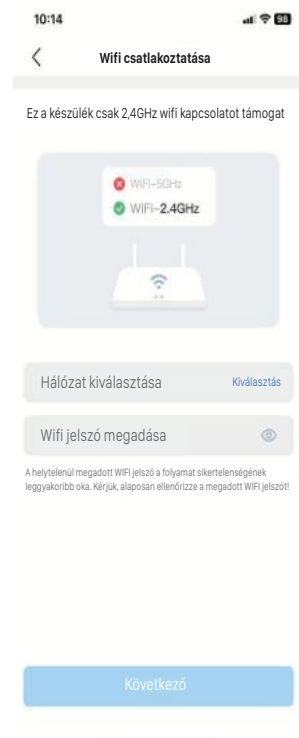 10:14
98
Wifi csatlakoztatása
Ez a készülék csak 2,4GHz wifi kapcsolatot támogat
WIFI-5GHz
WIFI-2.4GHz
Hálózat kiválasztása Kiválasztás
Wifi jelszó megadása
A helytelenül megadott WIFI jelszó a folyamat sikertelenségének
leggyakoribb oka. Kérjük, alaposan ellenőrizze a megadott WIFI jelszót!
Következő